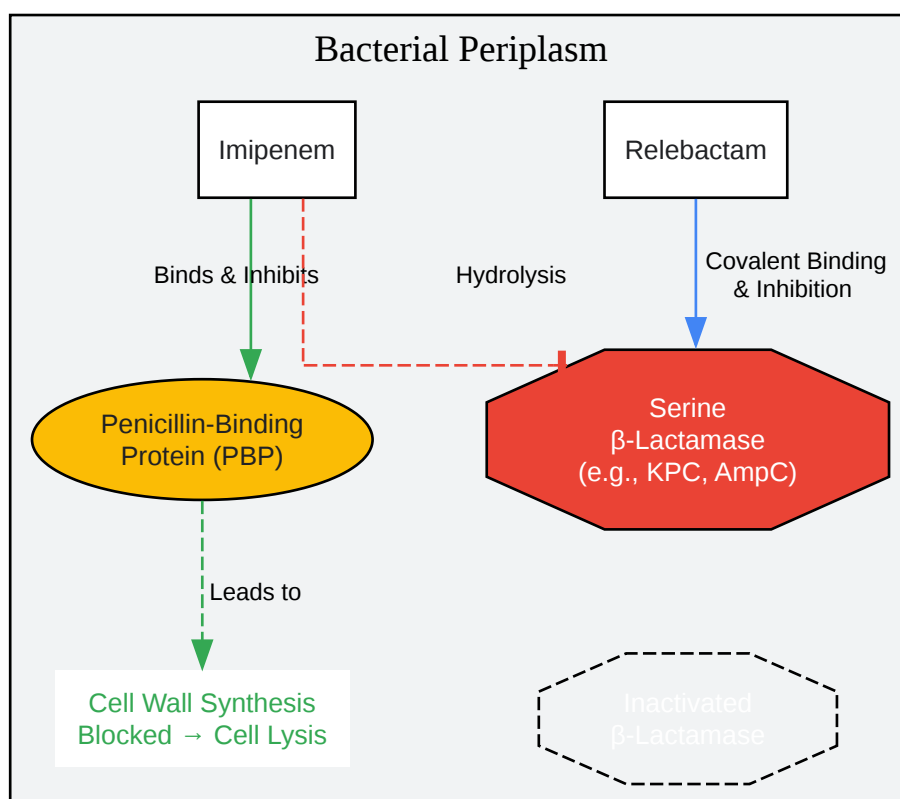 Bacterial Periplasm
Imipenem
Relebactam
Binds & Inhibits
Hydrolysis
Covalent Binding
& Inhibition
Penicillin-Binding
Protein (PBP)
Serine
β-Lactamase
(e.g., KPC, AmpC)
Leads to
Cell Wall Synthesis
Blocked → Cell Lysis
Inactivated
β-Lactamase